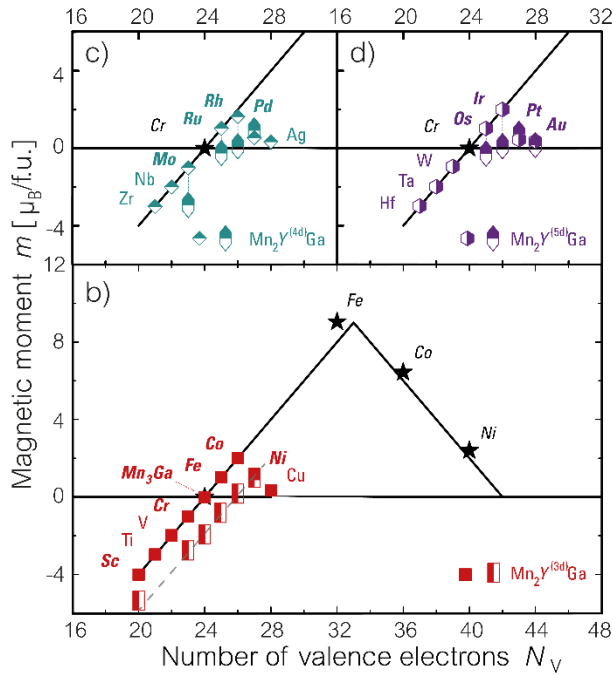 16 20 24 28 32 20 24 28 32
c)
d)
4
0
-4
Cr
Zr
Nb
Mo
Ru
Rh
Pd
Ag
Mn₂Y⁽⁴ᵈ⁾Ga
Cr
Hf
Ta
W
Os
Ir
Pt
Au
Mn₂Y⁽⁵ᵈ⁾Ga
12
b)
8
4
0
-4
Fe
Co
Ni
Mn₃Ga
Sc
Ti
V
Cr
Fe
Co
Ni
Cu
Mn₂Y⁽³ᵈ⁾Ga
16 20 24 28 32 36 40 44 48
Number of valence electrons N_V
Magnetic moment m [ µ_B/f.u.]